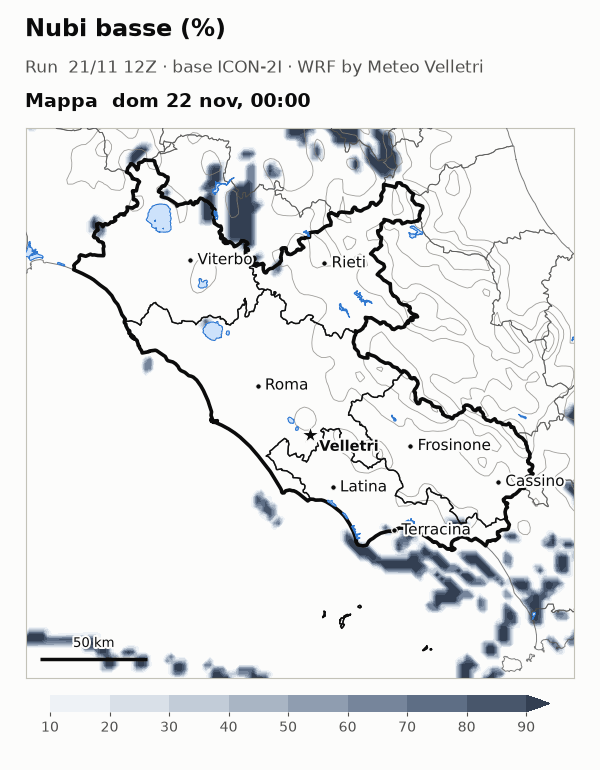 Nubi basse (%)
Run 21/11 12Z · base ICON-2I · WRF by Meteo Velletri
Mappa dom 22 nov, 00:00
Viterbo
Rieti
Roma
Velletri
Frosinone
Cassino
Latina
Terracina
50 km
10 20 30 40 50 60 70 80 90